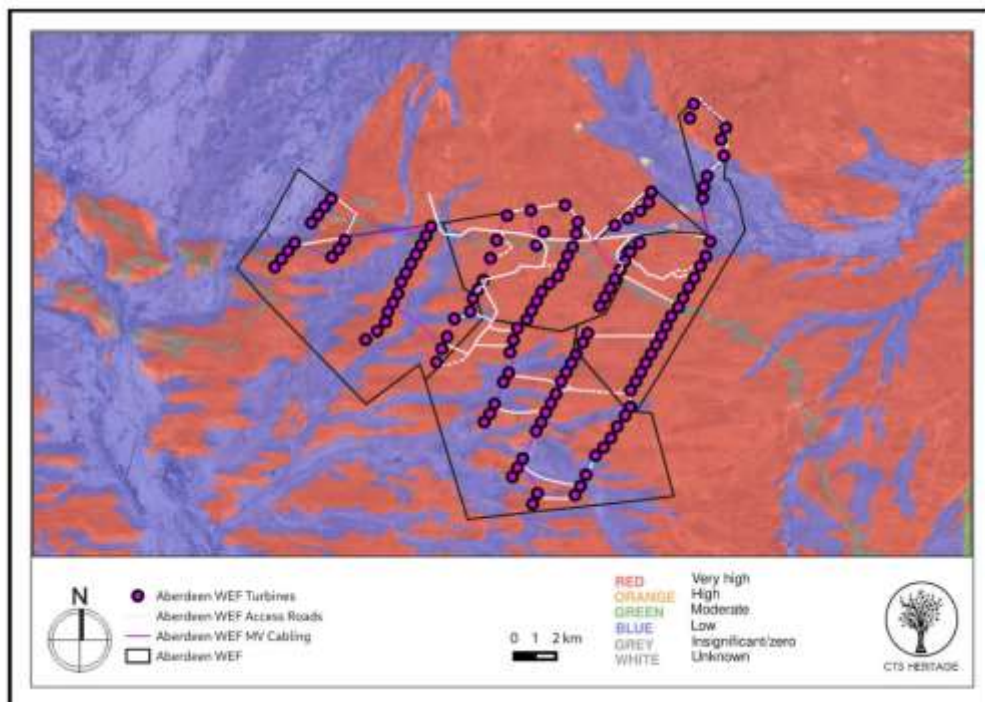 N
Aberdeen WEF Turbines
Aberdeen WEF Access Roads
Aberdeen WEF MV Cabling
Aberdeen WEF
0 1 2 km
RED Very high
ORANGE High
GREEN Moderate
BLUE Low
GREY Insignificant/zero
WHITE Unknown
CTS HERITAGE